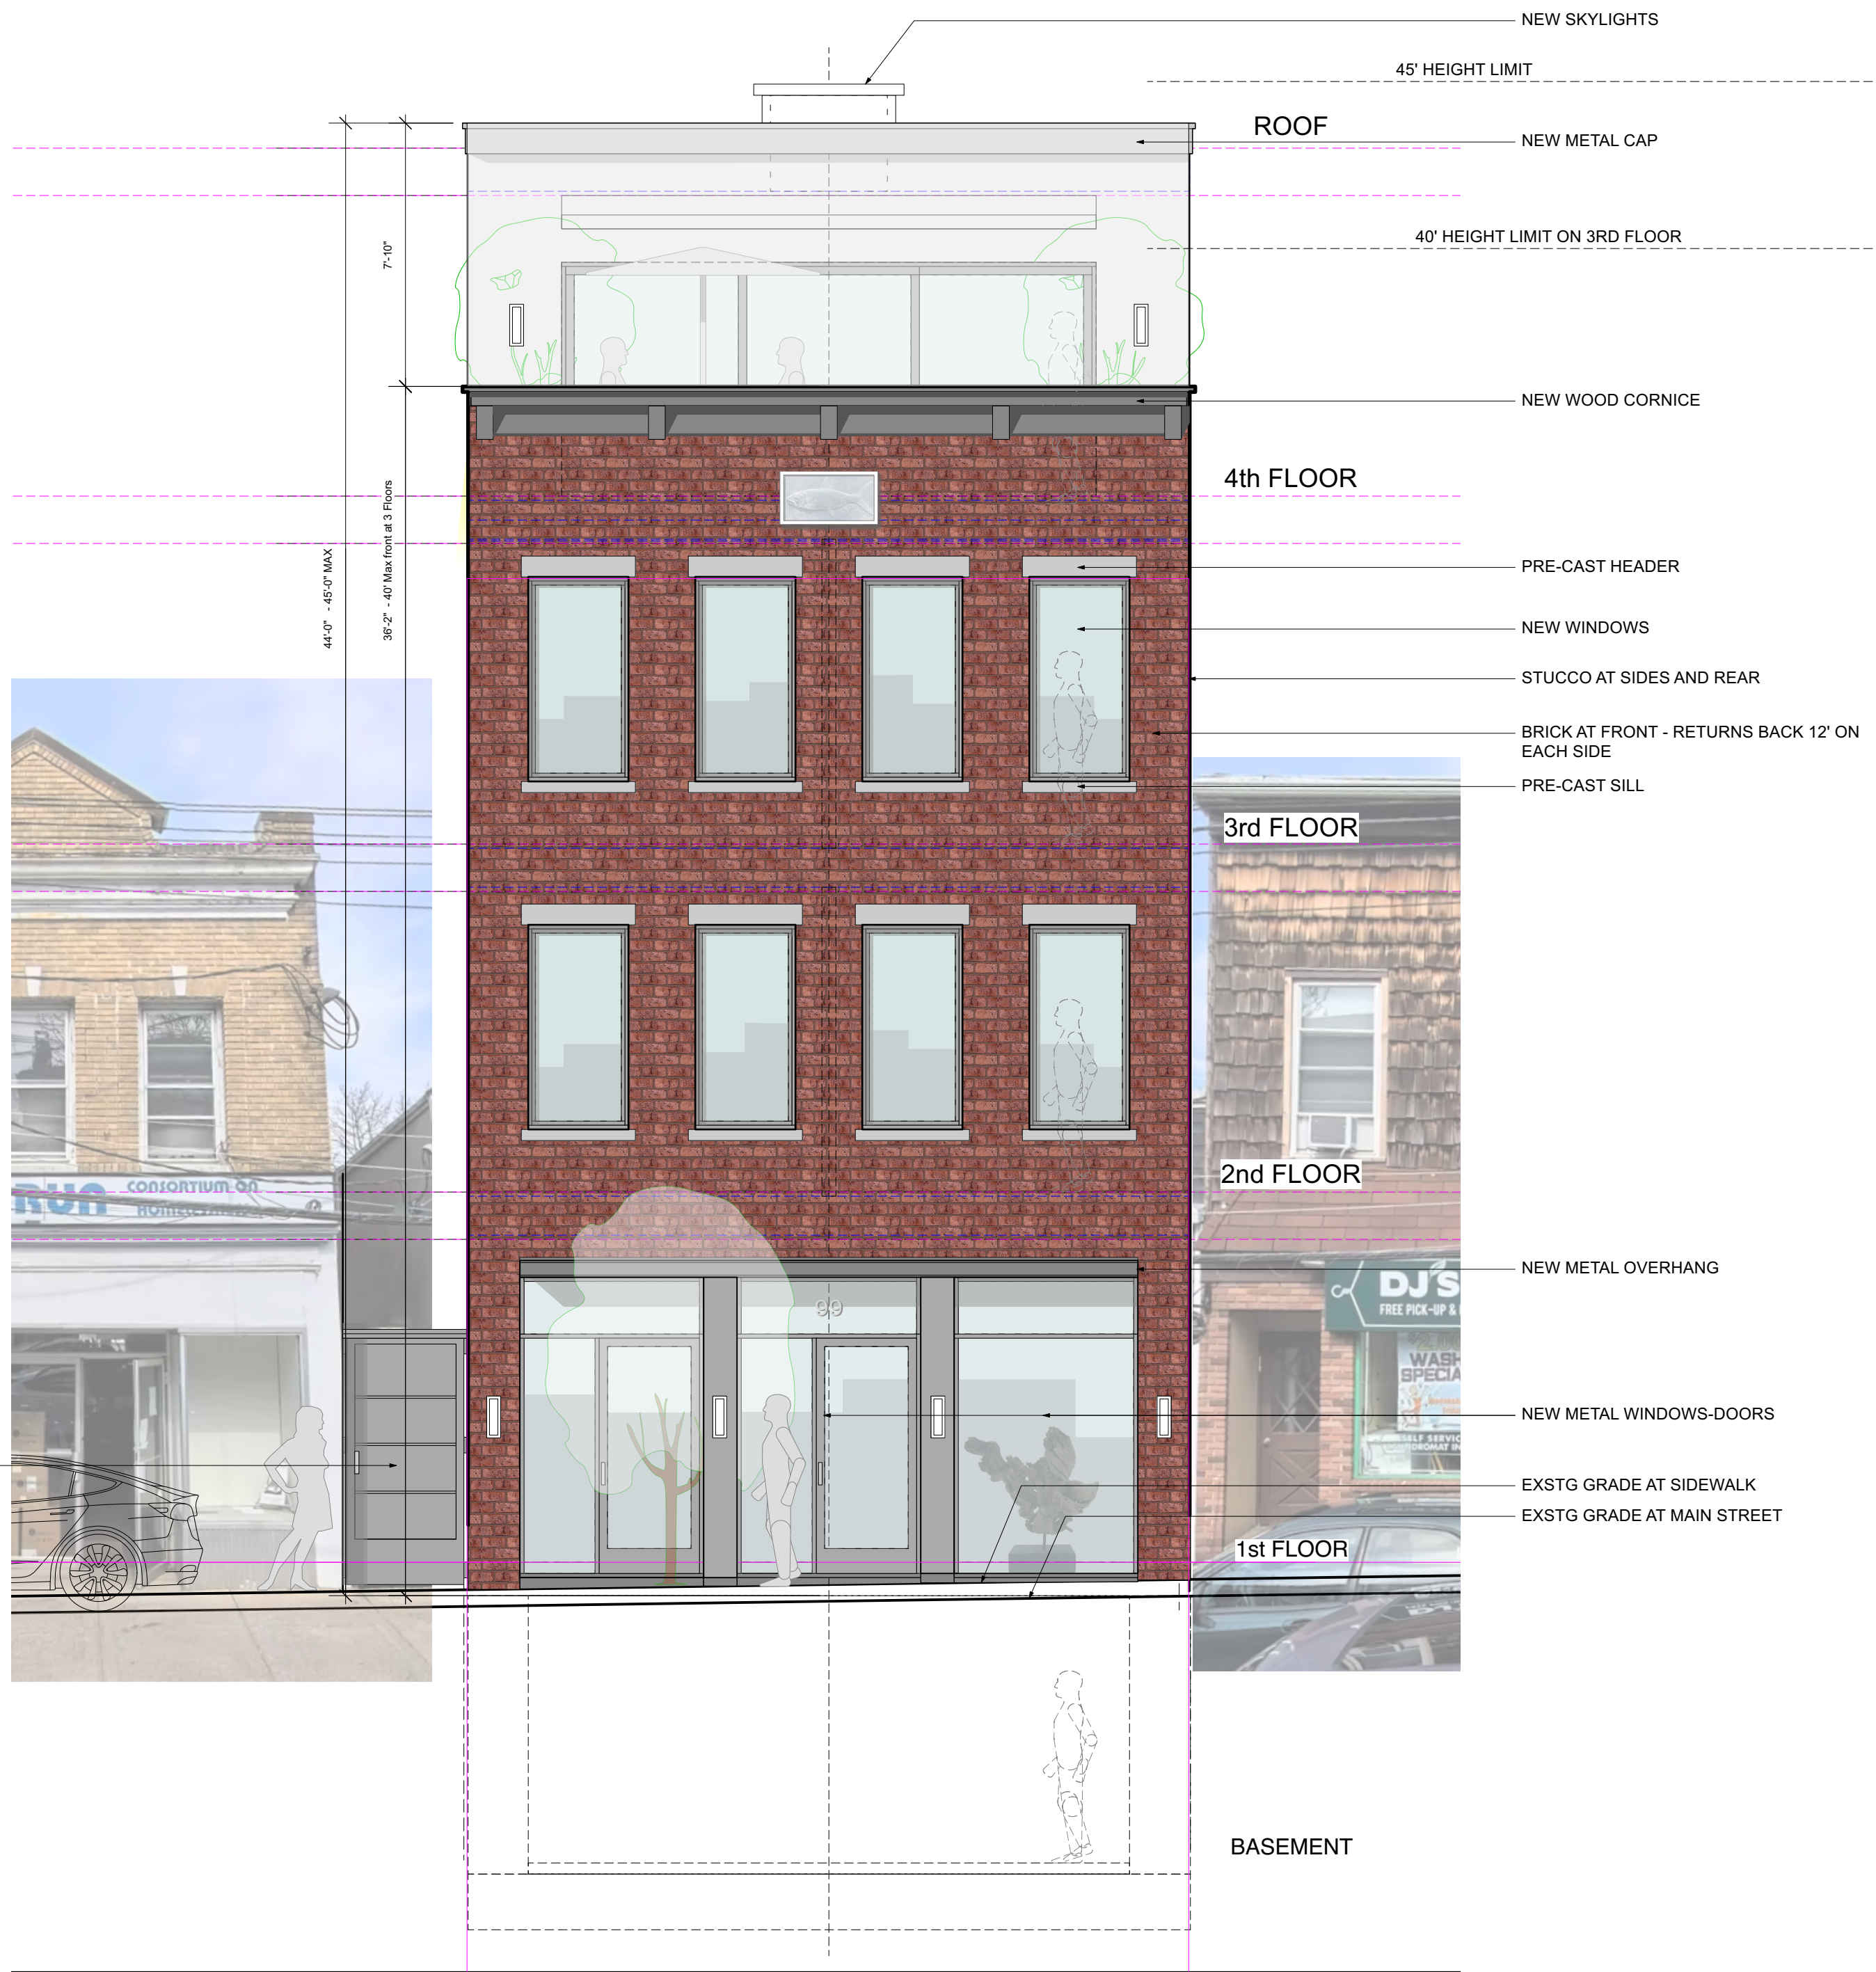 NEW SKYLIGHTS
45' HEIGHT LIMIT
ROOF
NEW METAL CAP
40' HEIGHT LIMIT ON 3RD FLOOR
7'-10"
NEW WOOD CORNICE
4th FLOOR
44'-0" - 45'-0" MAX
36'-2" - 40' Max front at 3 Floors
PRE-CAST HEADER
NEW WINDOWS
STUCCO AT SIDES AND REAR
BRICK AT FRONT - RETURNS BACK 12' ON
EACH SIDE
PRE-CAST SILL
3rd FLOOR
2nd FLOOR
RUN
CONSORTIUM ON
NEW METAL OVERHANG
DJ'S
FREE PICK-UP &
99
WASH
SPECIA
NEW METAL WINDOWS-DOORS
SELF SERVIC
EXSTG GRADE AT SIDEWALK
EXSTG GRADE AT MAIN STREET
1st FLOOR
BASEMENT